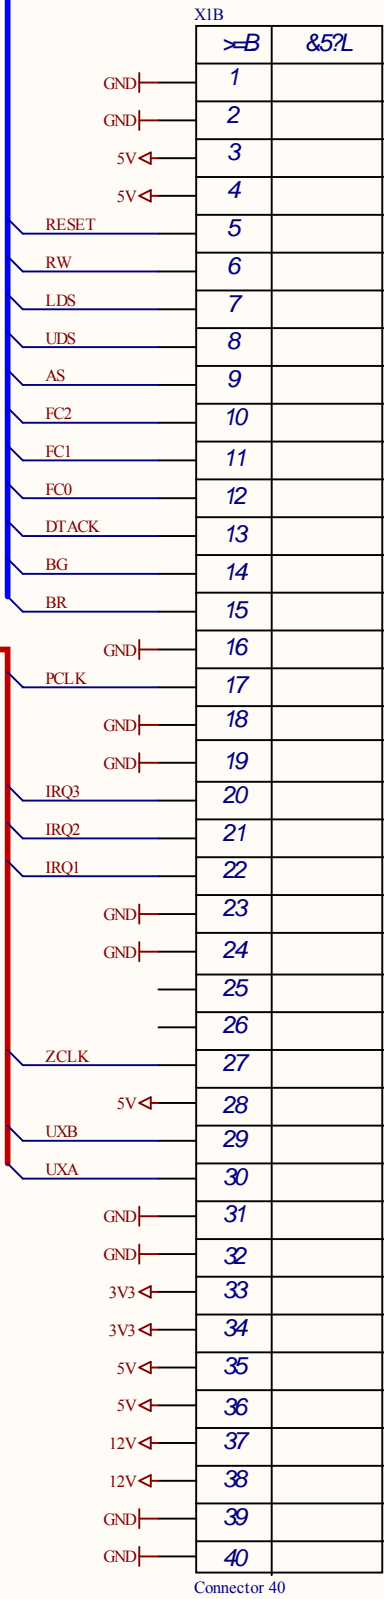 X1B
>=B &5?L
GND 1
GND 2
5V 3
5V 4
RESET 5
RW 6
LDS 7
UDS 8
AS 9
FC2 10
FC1 11
FC0 12
DTACK 13
BG 14
BR 15
GND 16
PCLK 17
GND 18
GND 19
IRQ3 20
IRQ2 21
IRQ1 22
GND 23
GND 24
25
26
ZCLK 27
5V 28
UXB 29
UXA 30
GND 31
GND 32
3V3 33
3V3 34
5V 35
5V 36
12V 37
12V 38
GND 39
GND 40
Connector 40